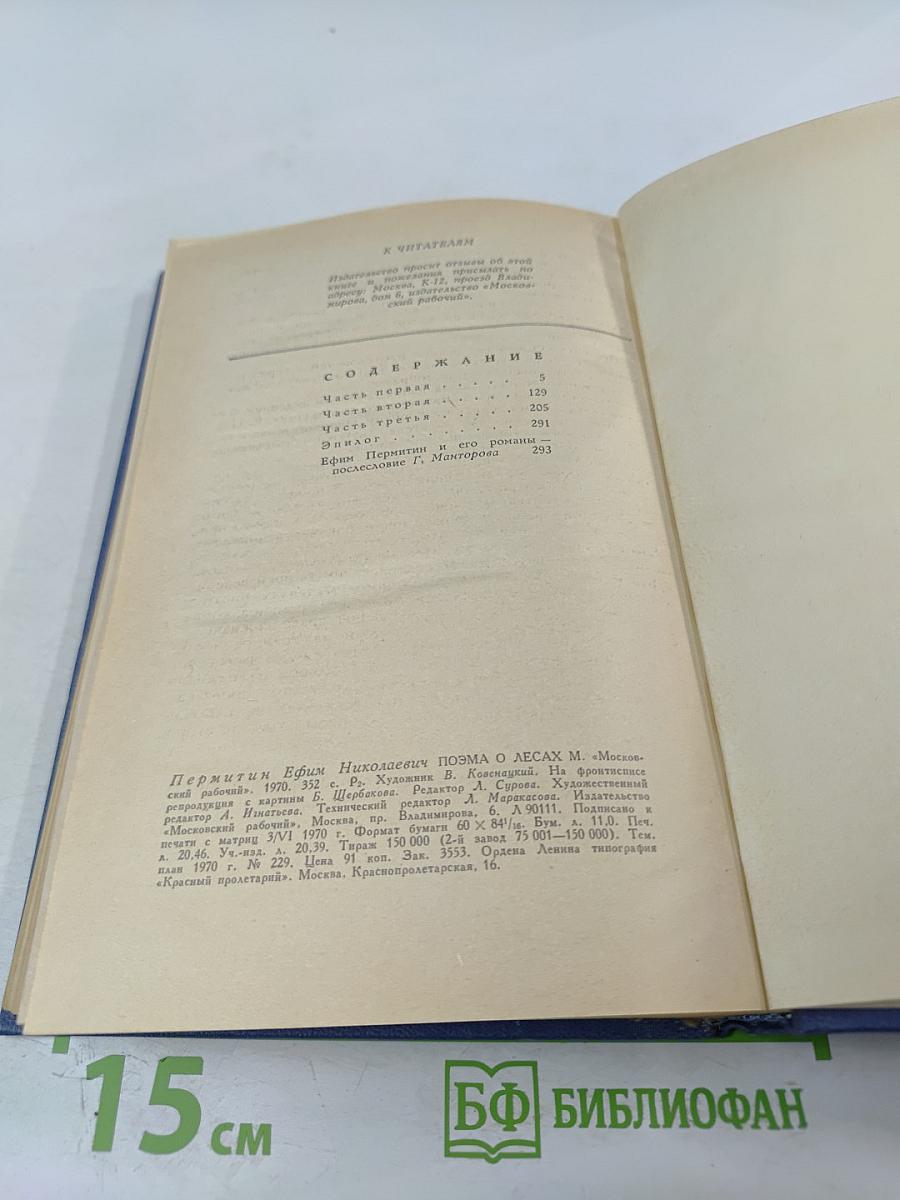 К ЧИТАТЕЛЯМ
Издательство просит отзывы об этой
книге и пожелания присылать по
адресу: Москва, К-12, проезд Влади-
мирова, дом 6, издательство «Москов-
ский рабочий».
СОДЕРЖАНИЕ
Часть первая . . . . . 5
Часть вторая . . . . . 129
Часть третья . . . . . 205
Эпилог . . . . . . . . 291
Ефим Пермитин и его романы —
послесловие Г. Манторова 293
Пермитин Ефим Николаевич ПОЭМА О ЛЕСАХ М. «Москов-
ский рабочий». 1970. 352 с. Р2. Художник В. Ковенацкий. На фронтисписе
репродукция с картины Б. Щербакова. Редактор Л. Сурова. Художественный
редактор А. Игнатьева. Технический редактор Л. Маракасова. Издательство
«Московский рабочий», Москва, пр. Владимирова, 6. Л 90111. Подписано к
печати с матриц 3/VI 1970 г. Формат бумаги 60 × 84 1/16. Бум. л. 11,0. Печ.
л. 20,46. Уч.-изд. л. 20,39. Тираж 150 000 (2-й завод 75 001—150 000). Тем.
план 1970 г. № 229. Цена 91 коп. Зак. 3553. Ордена Ленина типография
«Красный пролетарий». Москва, Краснопролетарская, 16.
15 см
БФ БИБЛИОФАН